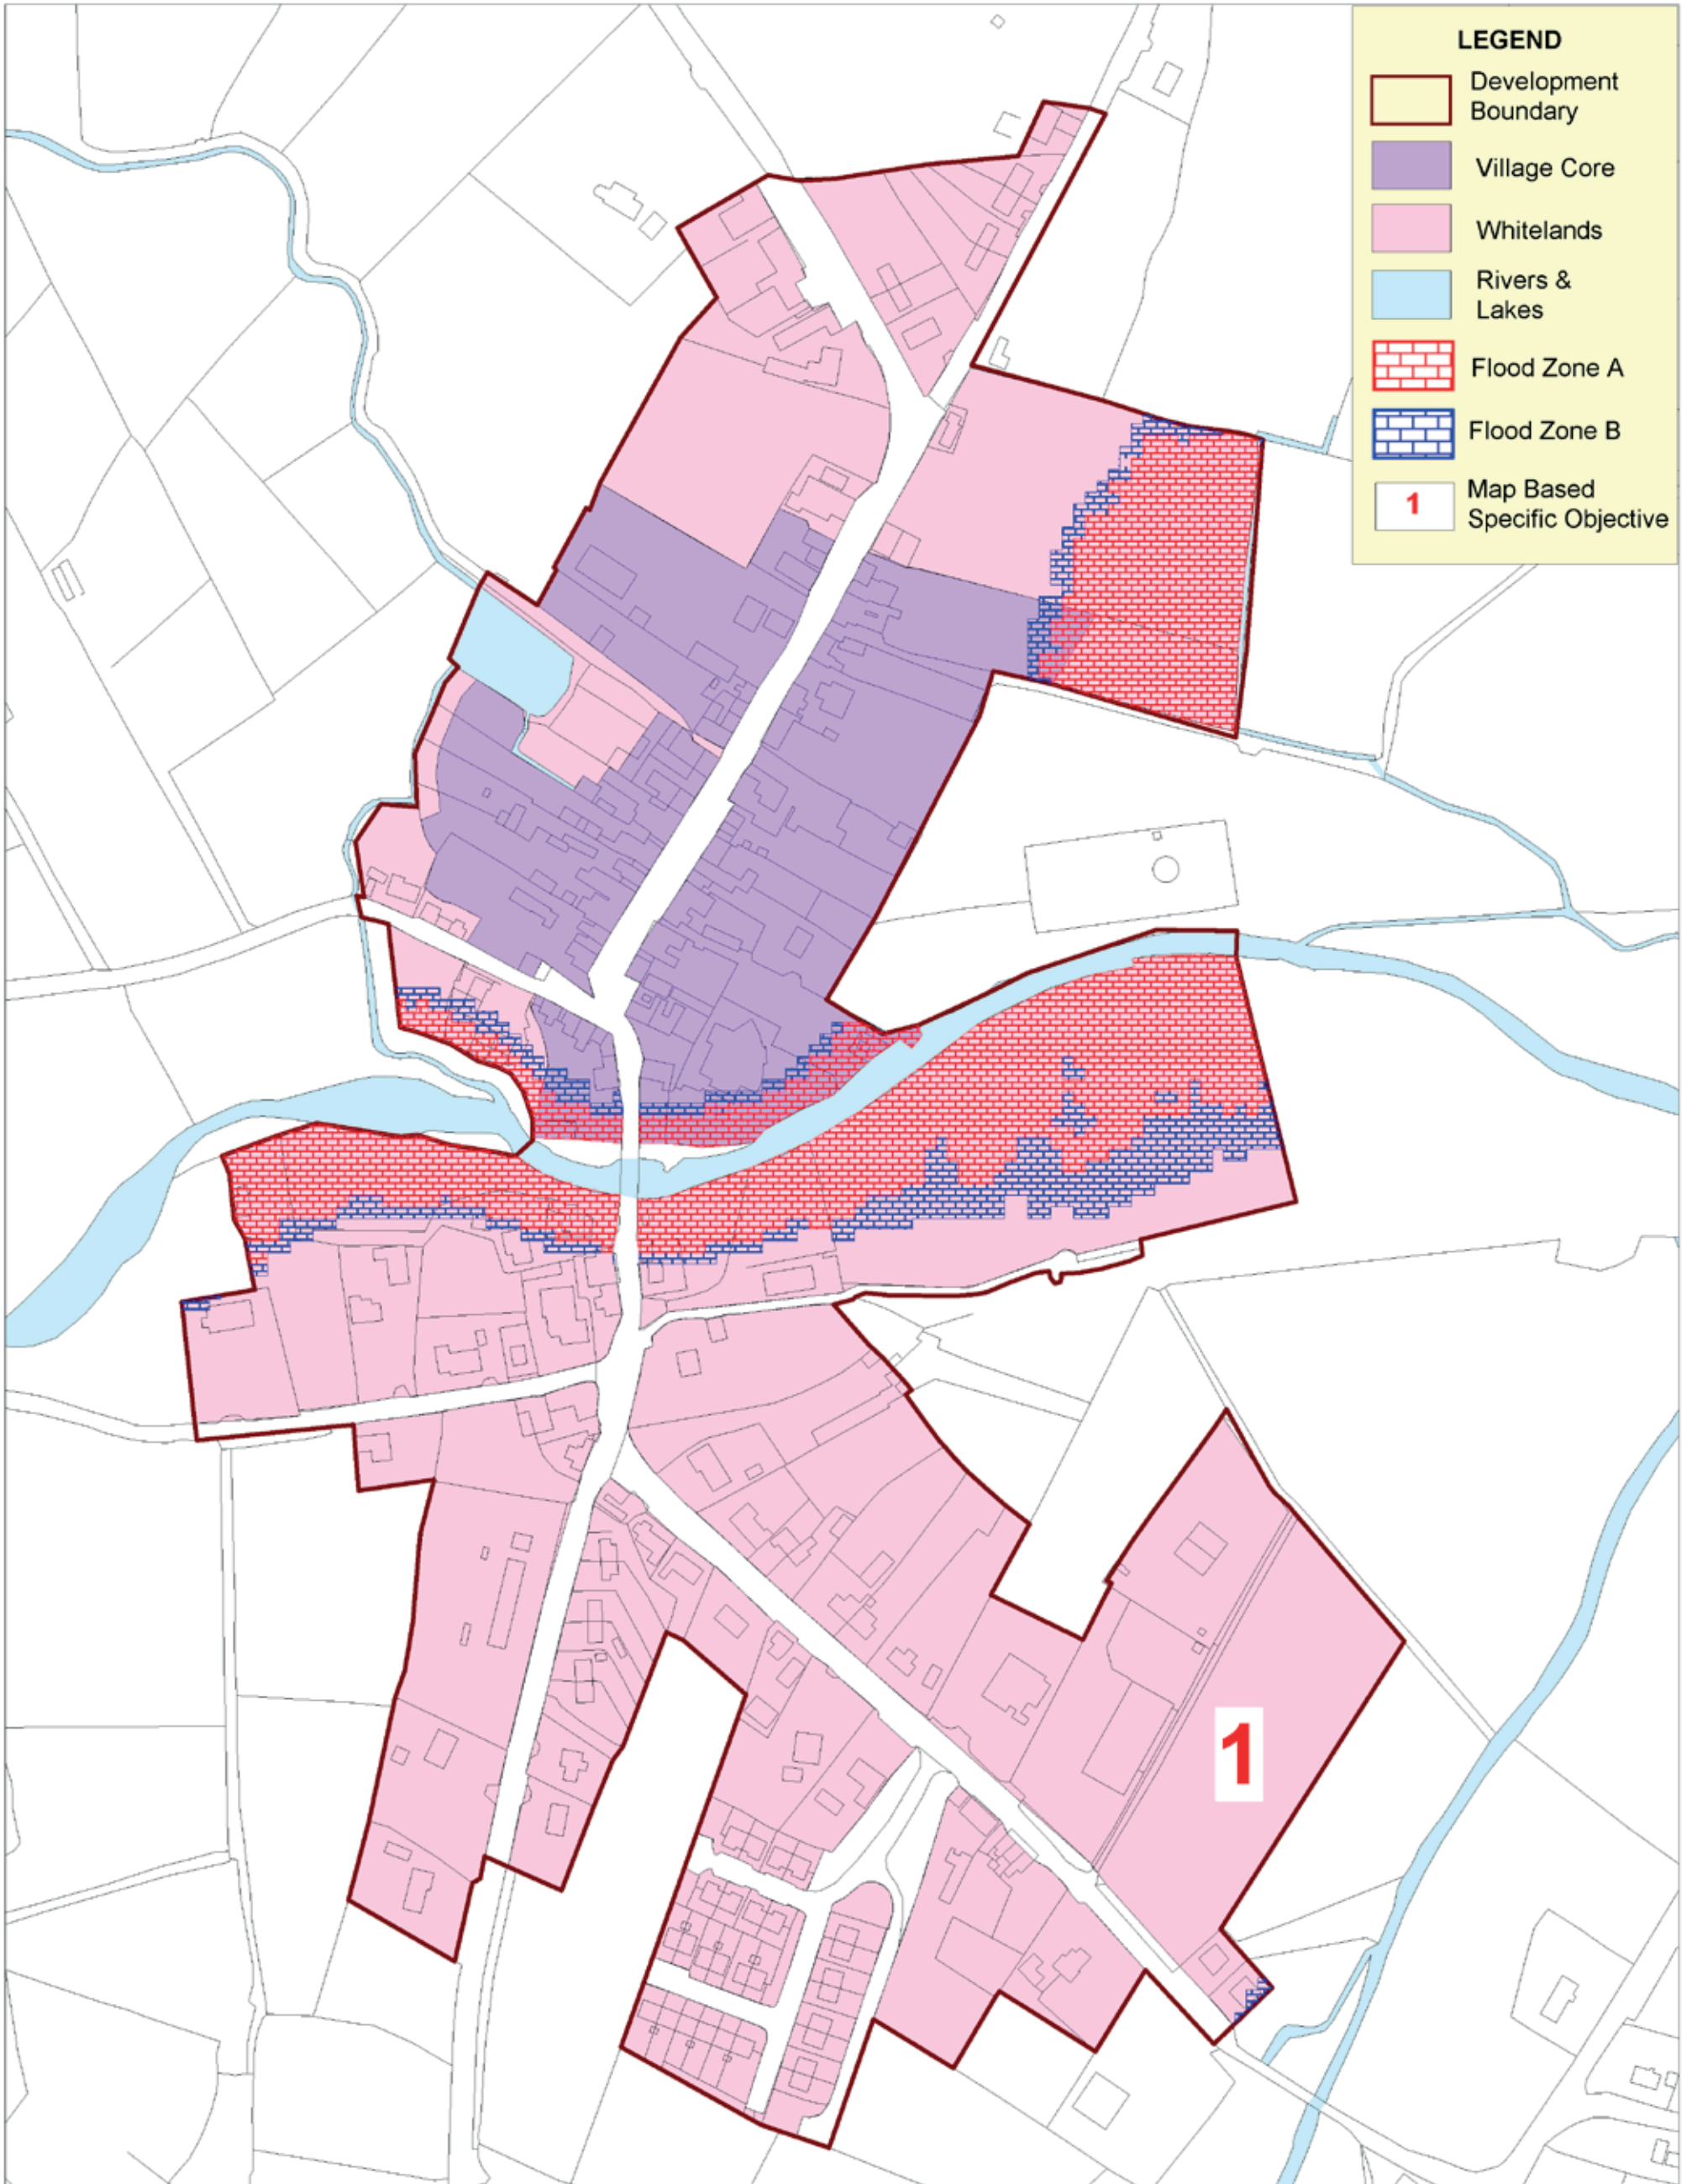 LEGEND
Development
Boundary
Village Core
Whitelands
Rivers &
Lakes
Flood Zone A
Flood Zone B
1
Map Based
Specific Objective
1